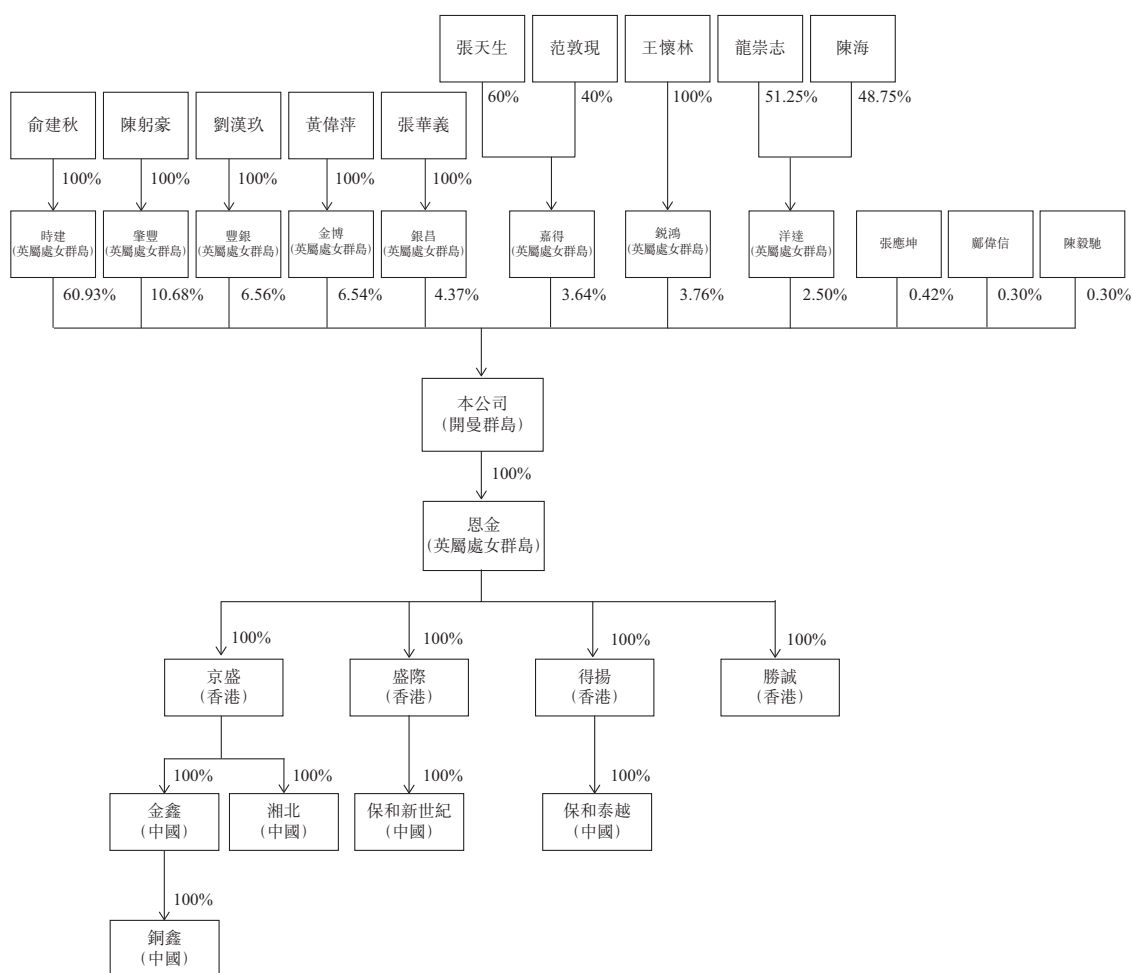 張天生
范敦現
王懷林
龍崇志
陳海
60%
40%
100%
51.25%
48.75%
俞建秋
陳躬豪
劉漢玖
黃偉萍
張華義
100%
100%
100%
100%
100%
時建
(英屬處女群島)
肇豐
(英屬處女群島)
豐銀
(英屬處女群島)
金博
(英屬處女群島)
銀昌
(英屬處女群島)
嘉得
(英屬處女群島)
鋭鴻
(英屬處女群島)
洋達
(英屬處女群島)
張應坤
鄺偉信
陳毅馳
60.93%
10.68%
6.56%
6.54%
4.37%
3.64%
3.76%
2.50%
0.42%
0.30%
0.30%
本公司
(開曼群島)
100%
恩金
(英屬處女群島)
100%
100%
100%
100%
京盛
(香港)
盛際
(香港)
得揚
(香港)
勝誠
(香港)
100%
100%
100%
100%
金鑫
(中國)
湘北
(中國)
保和新世紀
(中國)
保和泰越
(中國)
100%
銅鑫
(中國)